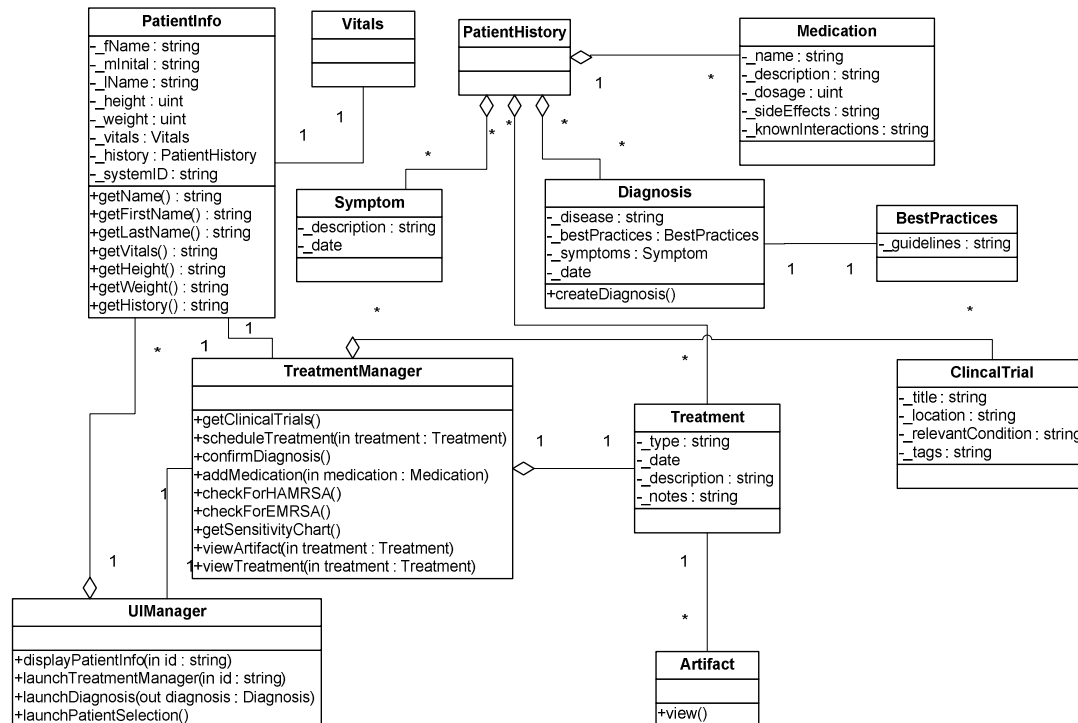 PatientInfo
-_fName : string
-_mInital : string
-_lName : string
-_height : uint
-_weight : uint
-_vitals : Vitals
-_history : PatientHistory
-_systemID : string
+getName() : string
+getFirstName() : string
+getLastName() : string
+getVitals() : string
+getHeight() : string
+getWeight() : string
+getHistory() : string
Vitals
1
1
PatientHistory
1
*
*
*
*
*
*
Medication
-_name : string
-_description : string
-_dosage : uint
-_sideEffects : string
-_knownInteractions : string
Symptom
-_description : string
-_date
Diagnosis
-_disease : string
-_bestPractices : BestPractices
-_symptoms : Symptom
-_date
+createDiagnosis()
1
1
BestPractices
-_guidelines : string
*
*
*
1
1
*
TreatmentManager
+getClinicalTrials()
+scheduleTreatment(in treatment : Treatment)
+confirmDiagnosis()
+addMedication(in medication : Medication)
+checkForHAMRSA()
+checkForEMRSA()
+getSensitivityChart()
+viewArtifact(in treatment : Treatment)
+viewTreatment(in treatment : Treatment)
1
1
Treatment
-_type : string
-_date
-_description : string
-_notes : string
ClincalTrial
-_title : string
-_location : string
-_relevantCondition : string
-_tags : string
1
1
1
1
*
UIManager
+displayPatientInfo(in id : string)
+launchTreatmentManager(in id : string)
+launchDiagnosis(out diagnosis : Diagnosis)
+launchPatientSelection()
Artifact
+view()